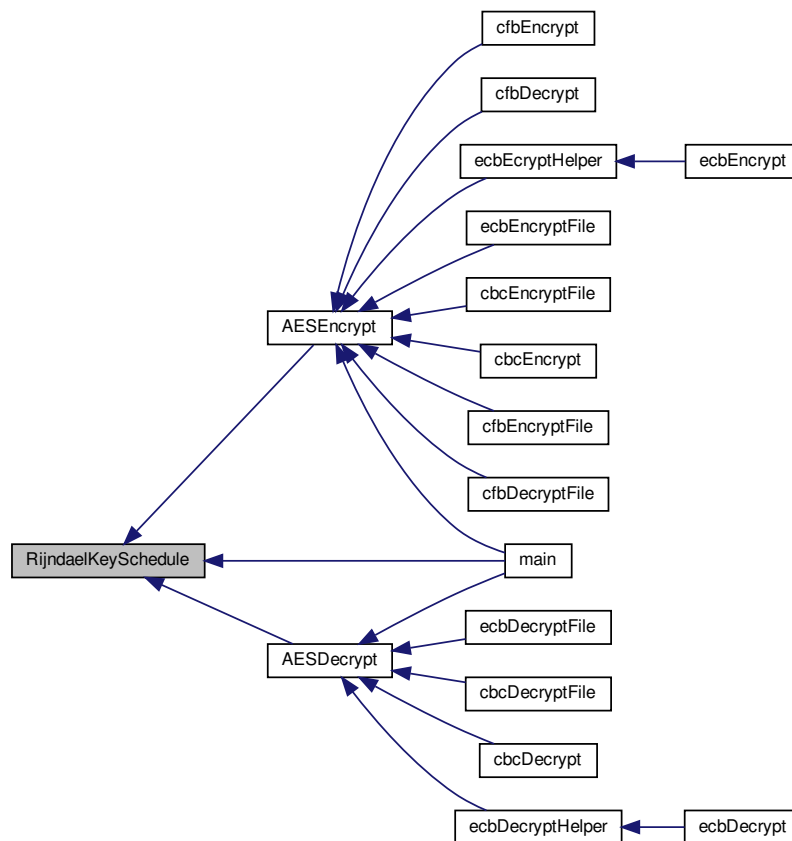 cfbEncrypt
cfbDecrypt
ecbEcryptHelper
ecbEncrypt
ecbEncryptFile
cbcEncryptFile
AESEncrypt
cbcEncrypt
cfbEncryptFile
cfbDecryptFile
RijndaelKeySchedule
main
ecbDecryptFile
AESDecrypt
cbcDecryptFile
cbcDecrypt
ecbDecryptHelper
ecbDecrypt